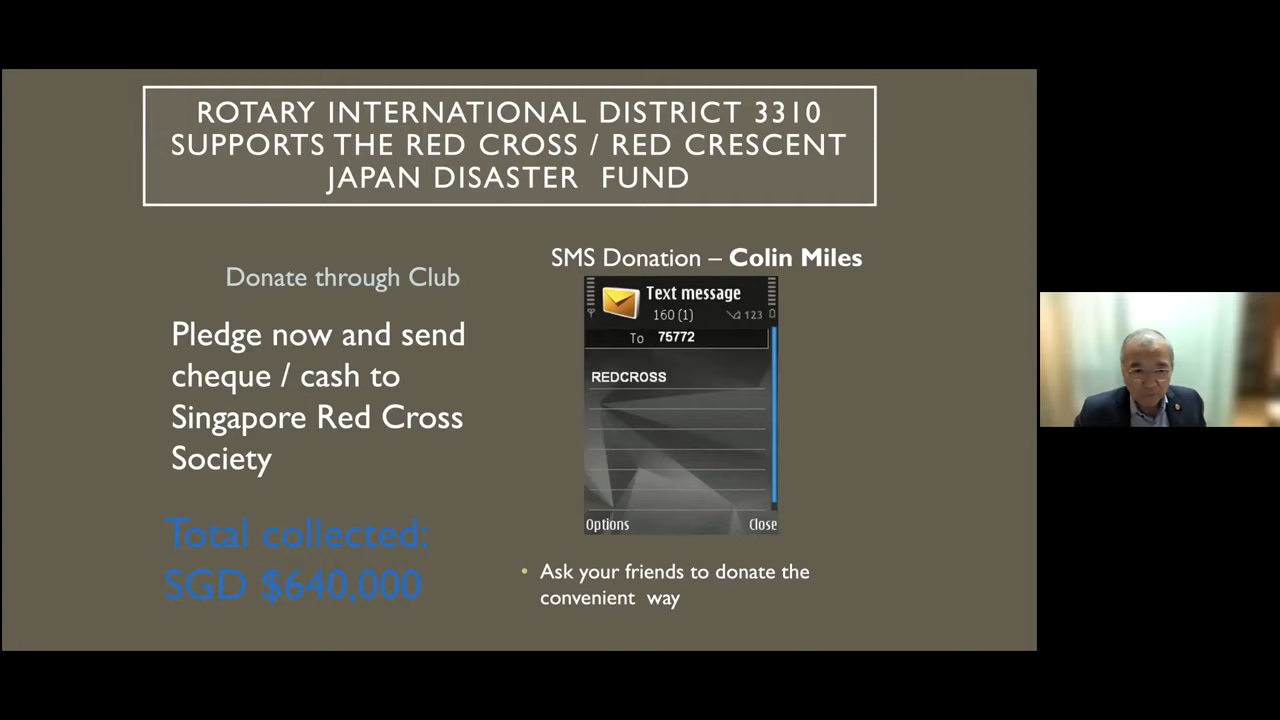 ROTARY INTERNATIONAL DISTRICT 3310
SUPPORTS THE RED CROSS / RED CRESCENT
JAPAN DISASTER FUND
Donate through Club
Pledge now and send
cheque / cash to
Singapore Red Cross
Society
Total collected:
SGD $640,000
SMS Donation – Colin Miles
Text message
160 (1)
123
To 75772
REDCROSS
Options Close
• Ask your friends to donate the
convenient way